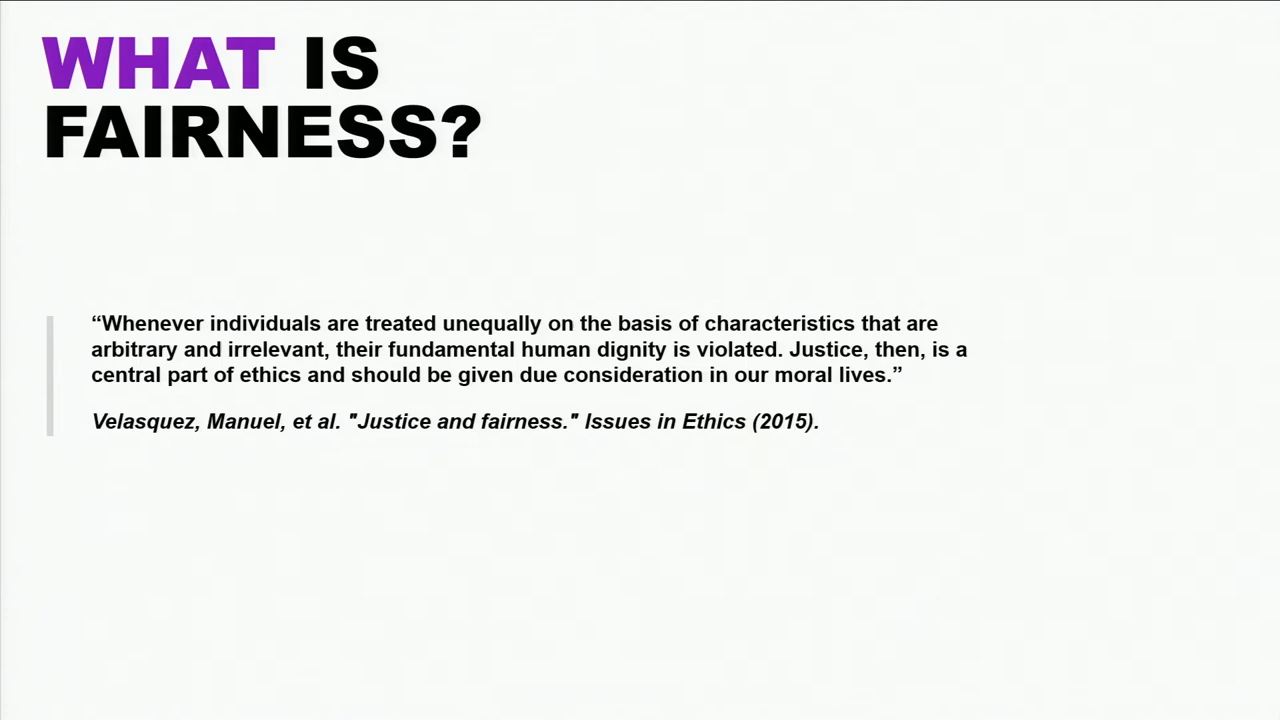 WHAT IS
FAIRNESS?
“Whenever individuals are treated unequally on the basis of characteristics that are
arbitrary and irrelevant, their fundamental human dignity is violated. Justice, then, is a
central part of ethics and should be given due consideration in our moral lives.”
Velasquez, Manuel, et al. "Justice and fairness." Issues in Ethics (2015).